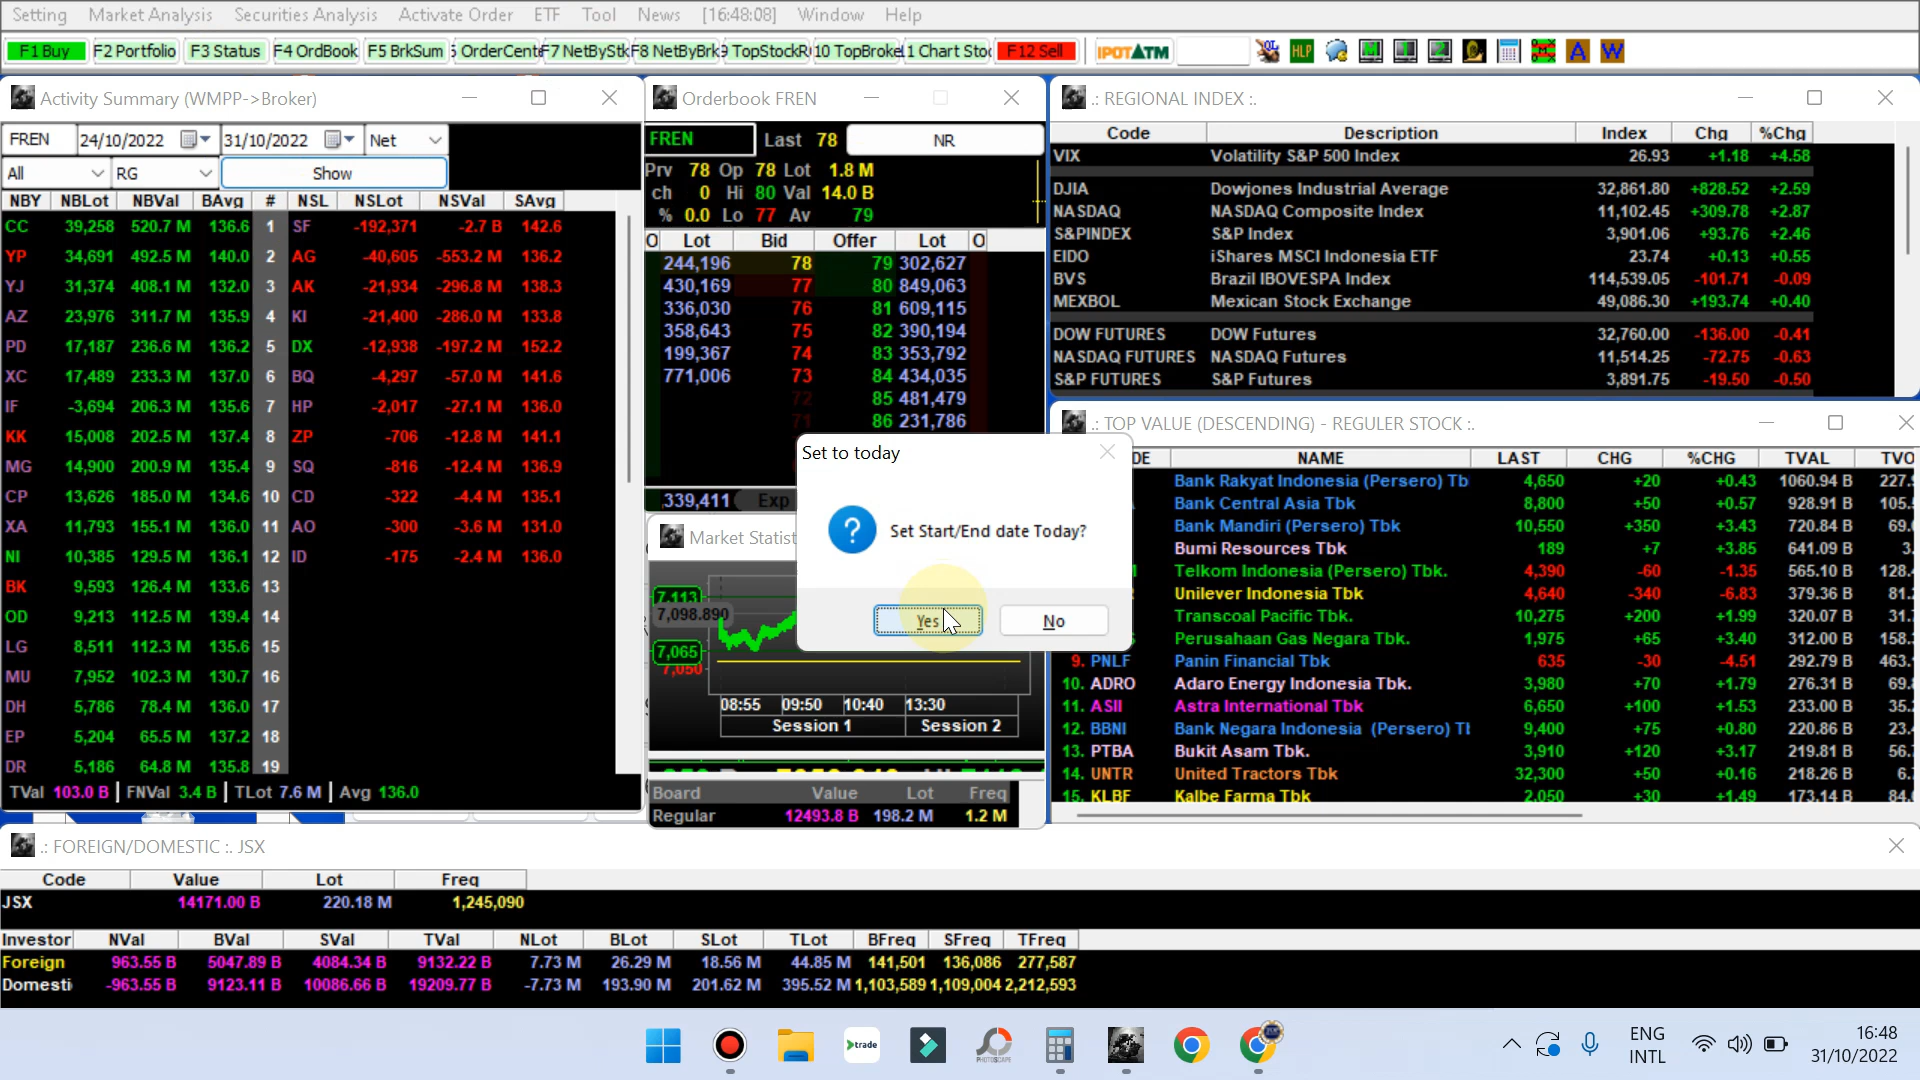 Setting Market Analysis Securities Analysis Activate Order ETF Tool News [16:48:08] Window Help
F1 Buy F2 Portfolio F3 Status F4 OrdBook F5 BrkSum OrderCent F7 NetByStk F8 NetByBrk TopStockR 10 TopBroke 1 Chart Sto F12 Sell IPOTATM HLP A W
Activity Summary (WMPP->Broker)
FREN 24/10/2022 31/10/2022 Net
All RG Show
NBY NBLot NBVal BAvg # NSL NSLot NSVal SAvg
CC 39,258 520.7 M 136.6 1 SF -192,371 -2.7 B 142.6
YP 34,691 492.5 M 140.0 2 AG -40,605 -553.2 M 136.2
YJ 31,374 408.1 M 132.0 3 AK -21,934 -296.8 M 138.3
AZ 23,976 311.7 M 135.9 4 KI -21,400 -286.0 M 133.8
PD 17,187 236.6 M 136.2 5 DX -12,938 -197.2 M 152.2
XC 17,489 233.3 M 137.0 6 BQ -4,297 -57.0 M 141.6
IF -3,694 206.3 M 135.6 7 HP -2,017 -27.1 M 136.0
KK 15,008 202.5 M 137.4 8 ZP -706 -12.8 M 141.1
MG 14,900 200.9 M 135.4 9 SQ -816 -12.4 M 136.9
CP 13,626 185.0 M 134.6 10 CD -322 -4.4 M 135.1
XA 11,793 155.1 M 136.0 11 AO -300 -3.6 M 131.0
NI 10,385 129.5 M 136.1 12 ID -175 -2.4 M 136.0
BK 9,593 126.4 M 133.6 13
OD 9,213 112.5 M 139.4 14
LG 8,511 112.3 M 135.6 15
MU 7,952 102.3 M 130.7 16
DH 5,786 78.4 M 136.0 17
EP 5,204 65.5 M 137.2 18
DR 5,186 64.8 M 135.8 19
TVal 103.0 B | FNVal 3.4 B | TLot 7.6 M | Avg 136.0
Orderbook FREN
FREN Last 78 NR
Prv 78 Op 78 Lot 1.8 M
ch 0 Hi 80 Val 14.0 B
% 0.0 Lo 77 Av 79
O Lot Bid Offer Lot O
244,196 78 79 302,627
430,169 77 80 849,063
336,030 76 81 609,115
358,643 75 82 390,194
199,367 74 83 353,792
771,006 73 84 434,035
72 85 481,479
71 86 231,786
,339,411 Exp
Set to today
Set Start/End date Today?
Yes No
Market Statist
7,113
7,098.890
7,065
7,050
08:55 09:50 10:40 13:30
Session 1 Session 2
Board Value Lot Freq
Regular 12493.8 B 198.2 M 1.2 M
.: REGIONAL INDEX :.
Code Description Index Chg %Chg
VIX Volatility S&P 500 Index 26.93 +1.18 +4.58
DJIA Dowjones Industrial Average 32,861.80 +828.52 +2.59
NASDAQ NASDAQ Composite Index 11,102.45 +309.78 +2.87
S&PINDEX S&P Index 3,901.06 +93.76 +2.46
EIDO iShares MSCI Indonesia ETF 23.74 +0.13 +0.55
BVS Brazil IBOVESPA Index 114,539.05 -101.71 -0.09
MEXBOL Mexican Stock Exchange 49,086.30 +193.74 +0.40
DOW FUTURES DOW Futures 32,760.00 -136.00 -0.41
NASDAQ FUTURES NASDAQ Futures 11,514.25 -72.75 -0.63
S&P FUTURES S&P Futures 3,891.75 -19.50 -0.50
.: TOP VALUE (DESCENDING) - REGULER STOCK :.
DE NAME LAST CHG %CHG TVAL TVO
Bank Rakyat Indonesia (Persero) Tb 4,650 +20 +0.43 1060.94 B 227.
Bank Central Asia Tbk 8,800 +50 +0.57 928.91 B 105.
Bank Mandiri (Persero) Tbk 10,550 +350 +3.43 720.84 B 69.
Bumi Resources Tbk 189 +7 +3.85 641.09 B 3.
Telkom Indonesia (Persero) Tbk. 4,390 -60 -1.35 565.10 B 128.
Unilever Indonesia Tbk 4,640 -340 -6.83 379.36 B 81.
Transcoal Pacific Tbk. 10,275 +200 +1.99 320.07 B 31.
Perusahaan Gas Negara Tbk. 1,975 +65 +3.40 312.00 B 158.
9. PNLF Panin Financial Tbk 635 -30 -4.51 292.79 B 463.
10. ADRO Adaro Energy Indonesia Tbk. 3,980 +70 +1.79 276.31 B 69.
11. ASII Astra International Tbk 6,650 +100 +1.53 233.00 B 35.
12. BBNI Bank Negara Indonesia (Persero) Tl 9,400 +75 +0.80 220.86 B 23.
13. PTBA Bukit Asam Tbk. 3,910 +120 +3.17 219.81 B 56.
14. UNTR United Tractors Tbk 32,300 +50 +0.16 218.26 B 6.
15. KLBF Kalbe Farma Tbk 2,050 +30 +1.49 173.14 B 84.
.: FOREIGN/DOMESTIC :. JSX
Code Value Lot Freq
JSX 14171.00 B 220.18 M 1,245,090
Investor NVal BVal SVal TVal NLot BLot SLot TLot BFreq SFreq TFreq
Foreign 963.55 B 5047.89 B 4084.34 B 9132.22 B 7.73 M 26.29 M 18.56 M 44.85 M 141,501 136,086 277,587
Domesti -963.55 B 9123.11 B 10086.66 B 19209.77 B -7.73 M 193.90 M 201.62 M 395.52 M 1,103,589 1,109,004 2,212,593
trade PHOTOSCAPE
ENG 16:48
INTL 31/10/2022